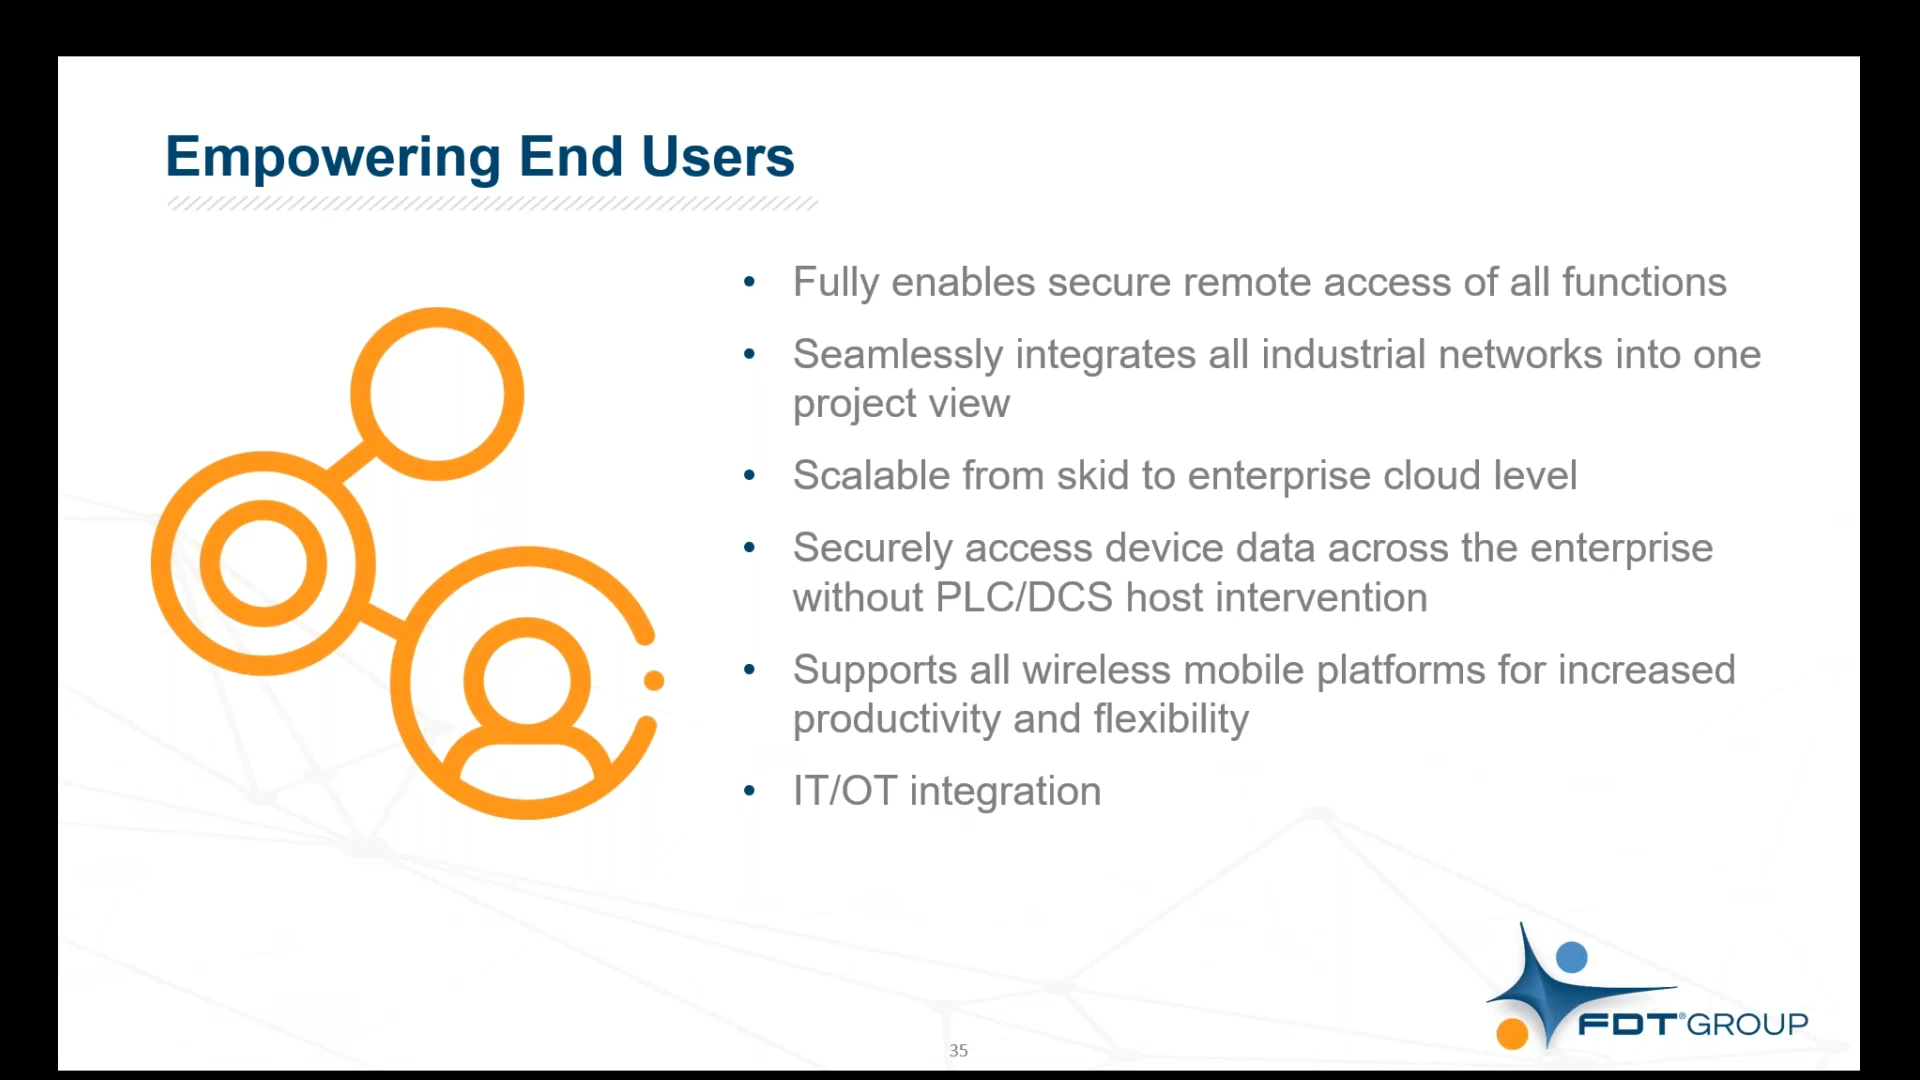 Empowering End Users
• Fully enables secure remote access of all functions
• Seamlessly integrates all industrial networks into one
project view
• Scalable from skid to enterprise cloud level
• Securely access device data across the enterprise
without PLC/DCS host intervention
• Supports all wireless mobile platforms for increased
productivity and flexibility
• IT/OT integration
FDT® GROUP
35